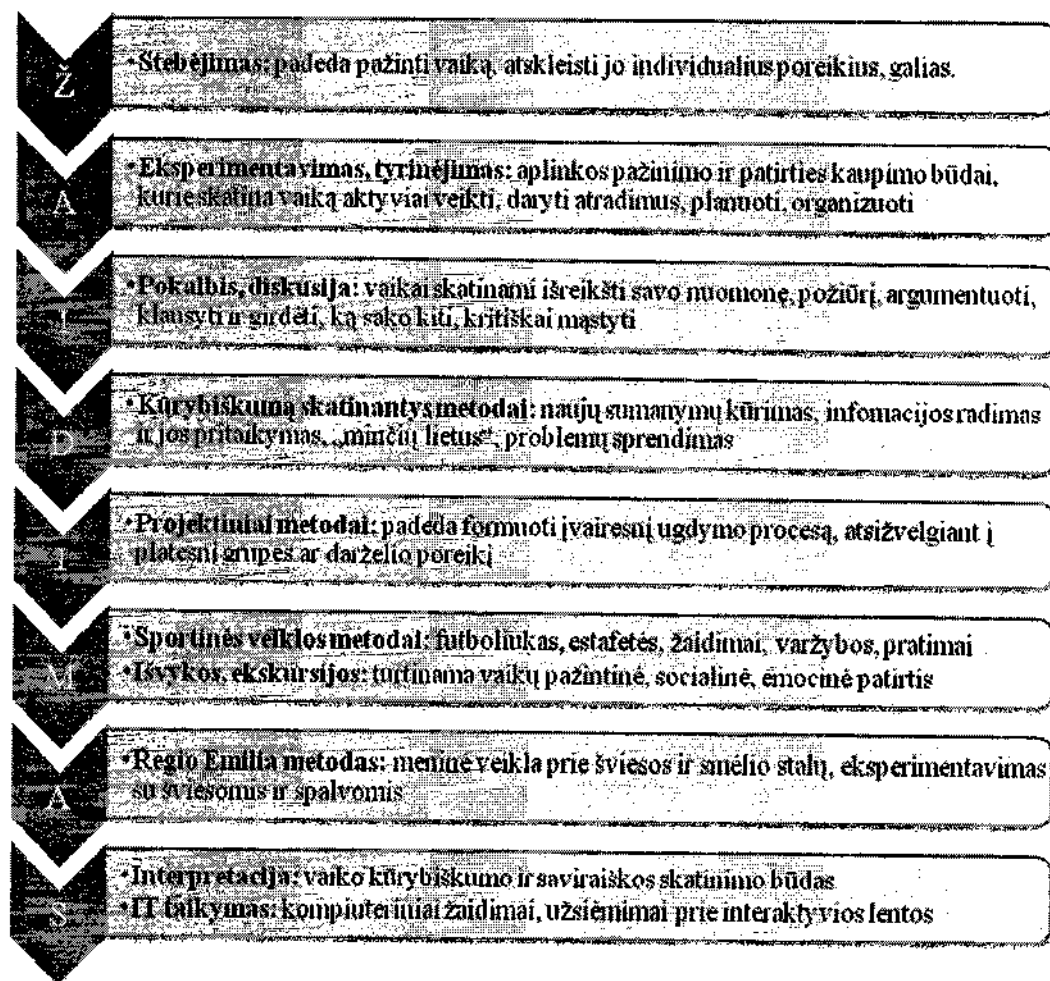 Ž
•Stebėjimas: padeda pažinti vaiką, atskleisti jo individualius poreikius, galias.
A
•Eksperimentavimas, tyrinėjimas: aplinkos pažinimo ir patirties kaupimo būdai,
kurie skatina vaiką aktyviai veikti, daryti atradimus, planuoti, organizuoti
I
•Pokalbis, diskusija: vaikai skatinami išreikšti savo nuomonę, požiūrį, argumentuoti,
klausyti ir girdėti, ką sako kiti, kritiškai mąstyti
D
•Kūrybiškumą skatinantys metodai: naujų sumanymų kūrimas, infomacijos radimas
ir jos pritaikymas, „minčių lietus“, problemų sprendimas
I
•Projektiniai metodai: padeda formuoti įvairesnį ugdymo procesą, atsižvelgiant į
platesnį grupės ar darželio poreikį
M
•Sportinės veiklos metodai: futboliukas, estafetės, žaidimai, varžybos, pratimai
•Išvykos, ekskursijos: turtinama vaikų pažintinė, socialinė, emocinė patirtis
A
•Regio Emilia metodas: meninė veikla prie šviesos ir smėlio stalų, eksperimentavimas
su šviesomis ir spalvomis
S
•Interpretacija: vaiko kūrybiškumo ir saviraiškos skatinimo būdas
•IT taikymas: kompiuteriniai žaidimai, užsiėmimai prie interaktyvios lentos